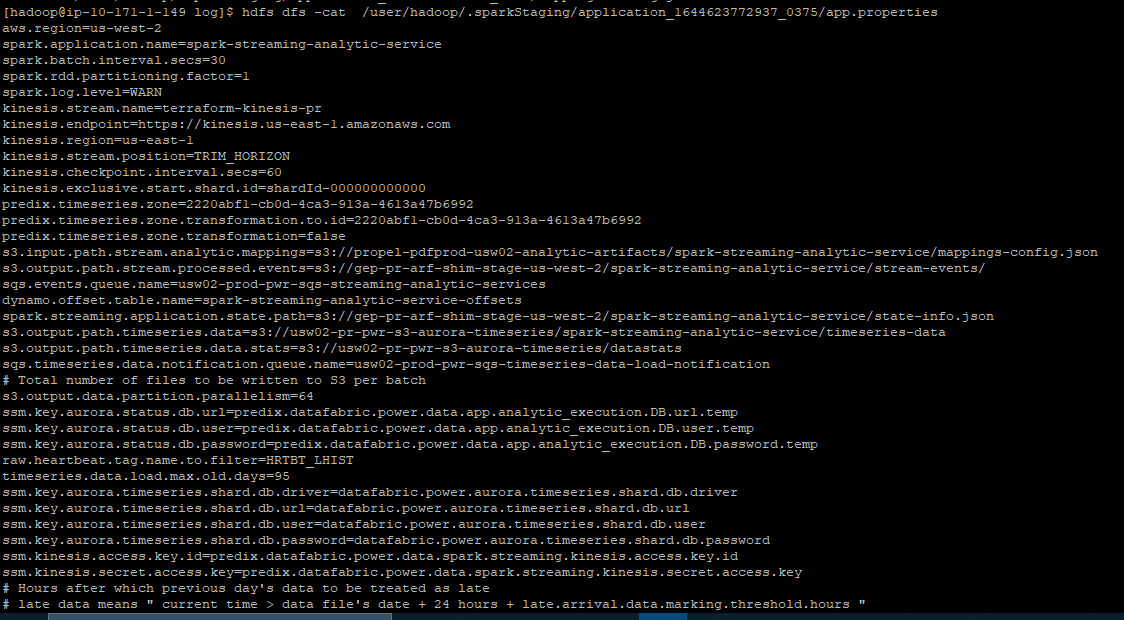 [hadoop@ip-10-171-1-149 log]$ hdfs dfs -cat  /user/hadoop/.sparkStaging/application_1644623772937_0375/app.properties
aws.region=us-west-2
spark.application.name=spark-streaming-analytic-service
spark.batch.interval.secs=30
spark.rdd.partitioning.factor=1
spark.log.level=WARN
kinesis.stream.name=terraform-kinesis-pr
kinesis.endpoint=https://kinesis.us-east-1.amazonaws.com
kinesis.region=us-east-1
kinesis.stream.position=TRIM_HORIZON
kinesis.checkpoint.interval.secs=60
kinesis.exclusive.start.shard.id=shardId-000000000000
predix.timeseries.zone=2220abf1-cb0d-4ca3-913a-4613a47b6992
predix.timeseries.zone.transformation.to.id=2220abf1-cb0d-4ca3-913a-4613a47b6992
predix.timeseries.zone.transformation=false
s3.input.path.stream.analytic.mappings=s3://propel-pdfprod-usw02-analytic-artifacts/spark-streaming-analytic-service/mappings-config.json
s3.output.path.stream.processed.events=s3://gep-pr-arf-shim-stage-us-west-2/spark-streaming-analytic-service/stream-events/
sqs.events.queue.name=usw02-prod-pwr-sqs-streaming-analytic-services
dynamo.offset.table.name=spark-streaming-analytic-service-offsets
spark.streaming.application.state.path=s3://gep-pr-arf-shim-stage-us-west-2/spark-streaming-analytic-service/state-info.json
s3.output.path.timeseries.data=s3://usw02-pr-pwr-s3-aurora-timeseries/spark-streaming-analytic-service/timeseries-data
s3.output.path.timeseries.data.stats=s3://usw02-pr-pwr-s3-aurora-timeseries/datastats
sqs.timeseries.data.notification.queue.name=usw02-prod-pwr-sqs-timeseries-data-load-notification
# Total number of files to be written to S3 per batch
s3.output.data.partition.parallelism=64
ssm.key.aurora.status.db.url=predix.datafabric.power.data.app.analytic_execution.DB.url.temp
ssm.key.aurora.status.db.user=predix.datafabric.power.data.app.analytic_execution.DB.user.temp
ssm.key.aurora.status.db.password=predix.datafabric.power.data.app.analytic_execution.DB.password.temp
raw.heartbeat.tag.name.to.filter=HRTBT_LHIST
timeseries.data.load.max.old.days=95
ssm.key.aurora.timeseries.shard.db.driver=datafabric.power.aurora.timeseries.shard.db.driver
ssm.key.aurora.timeseries.shard.db.url=datafabric.power.aurora.timeseries.shard.db.url
ssm.key.aurora.timeseries.shard.db.user=datafabric.power.aurora.timeseries.shard.db.user
ssm.key.aurora.timeseries.shard.db.password=datafabric.power.aurora.timeseries.shard.db.password
ssm.kinesis.access.key.id=predix.datafabric.power.data.spark.streaming.kinesis.access.key.id
ssm.kinesis.secret.access.key=predix.datafabric.power.data.spark.streaming.kinesis.secret.access.key
# Hours after which previous day's data to be treated as late
# late data means " current time > data file's date + 24 hours + late.arrival.data.marking.threshold.hours "